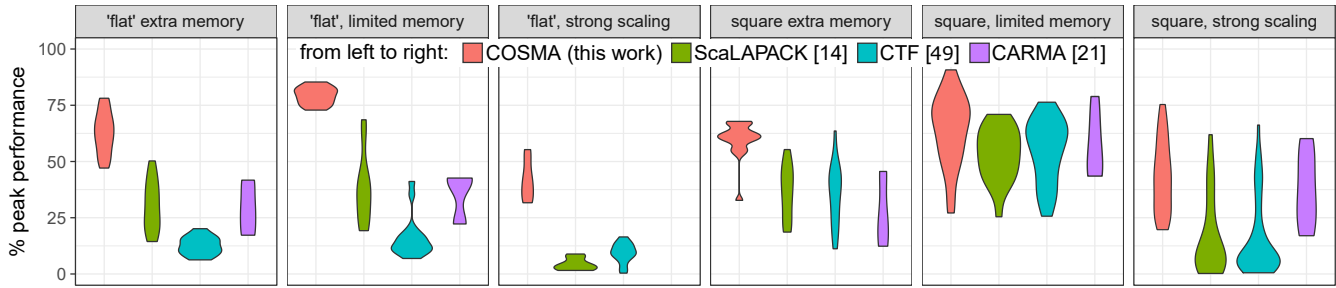 'flat' extra memory
'flat', limited memory
'flat', strong scaling
square extra memory
square, limited memory
square, strong scaling
from left to right: COSMA (this work) ScaLAPACK [14] CTF [49] CARMA [21]
% peak performance
100
75
50
25
0